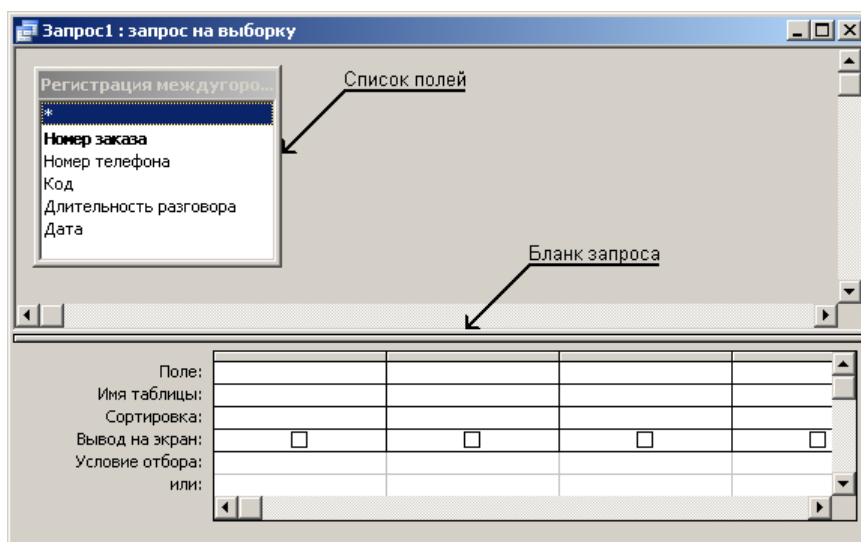 Запрос1 : запрос на выборку
Регистрация междугоро...
Список полей
*
Номер заказа
Номер телефона
Код
Длительность разговора
Дата
Бланк запроса
Поле:
Имя таблицы:
Сортировка:
Вывод на экран:
Условие отбора:
или: